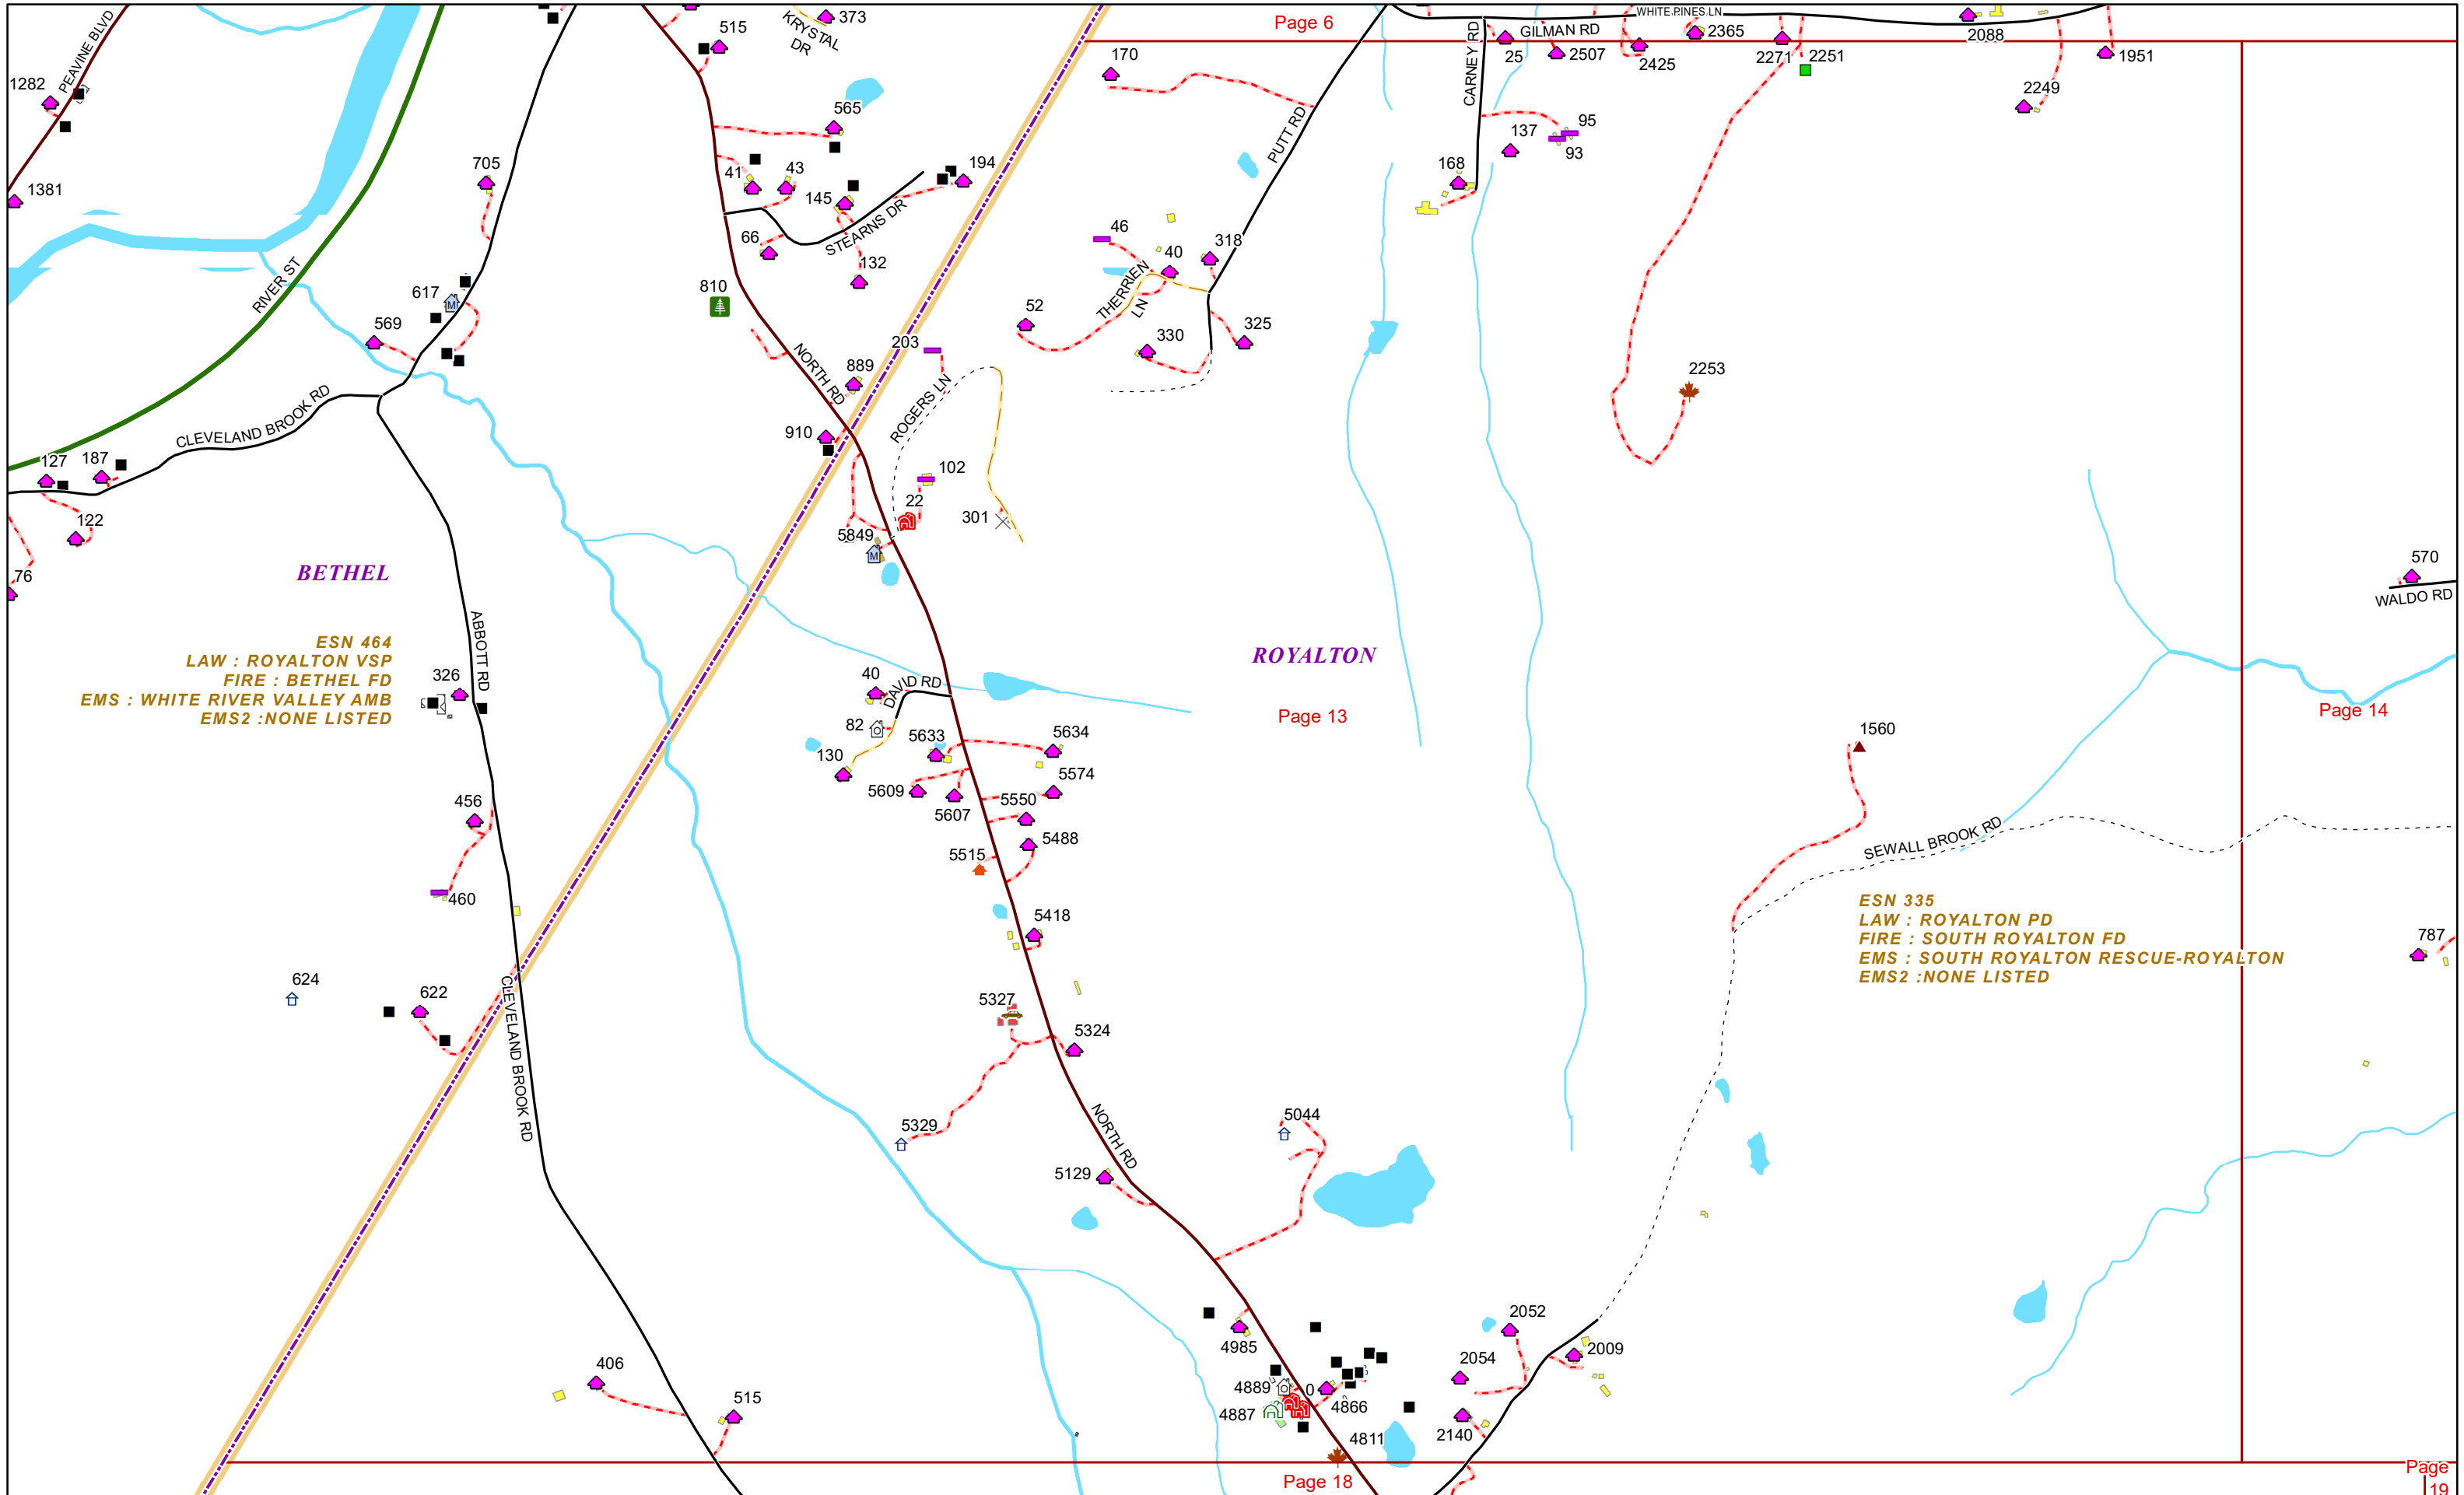 Page 6
WHITE PINES LN
GILMAN RD
PEAVINE BLVD
KRYSTAL
DR
373
515
25
2507
2425
2365
2271
2251
2088
1951
2249
1282
170
565
CARNEY RD
PUTT RD
137
95
93
168
705
1381
41
43
194
145
STEARNS DR
66
132
46
40
318
THERRIEN
LN
52
330
325
RIVER ST
617
569
810
203
889
NORTH RD
ROGERS LN
2253
CLEVELAND BROOK RD
910
127
187
122
102
22
301
5849
76
BETHEL
570
WALDO RD
ABBOTT RD
ESN 464
LAW : ROYALTON VSP
FIRE : BETHEL FD
EMS : WHITE RIVER VALLEY AMB
EMS2 :NONE LISTED
326
ROYALTON
Page 13
Page 14
40
DAVID RD
82
130
5633
5634
5574
5609
5607
5550
5488
5515
1560
456
460
SEWALL BROOK RD
ESN 335
LAW : ROYALTON PD
FIRE : SOUTH ROYALTON FD
EMS : SOUTH ROYALTON RESCUE-ROYALTON
EMS2 :NONE LISTED
787
5418
624
622
CLEVELAND BROOK RD
5327
5324
5329
NORTH RD
5044
5129
4985
2052
2009
2054
406
515
4889
0
4866
4887
4811
2140
Page 18
Page
19